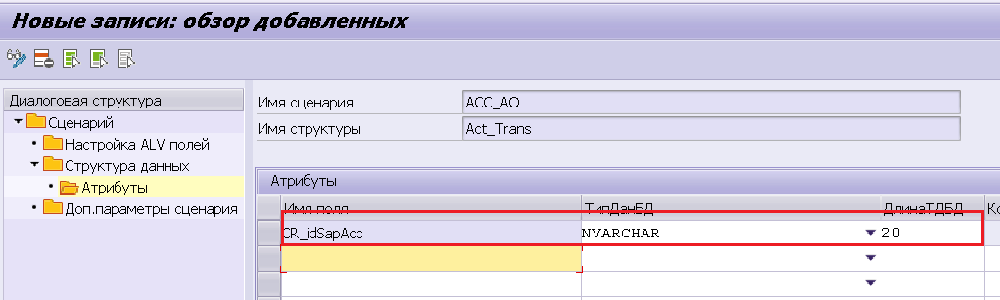 Новые записи: обзор добавленных
Диалоговая структура
Сценарий
Настройка ALV полей
Структура данных
Атрибуты
Доп.параметры сценария
Имя сценария ACC_AO
Имя структуры Act_Trans
Атрибуты
Имя поля ТипДанБД ДлинаТДБД Кс
CR_idSapAcc NVARCHAR 20